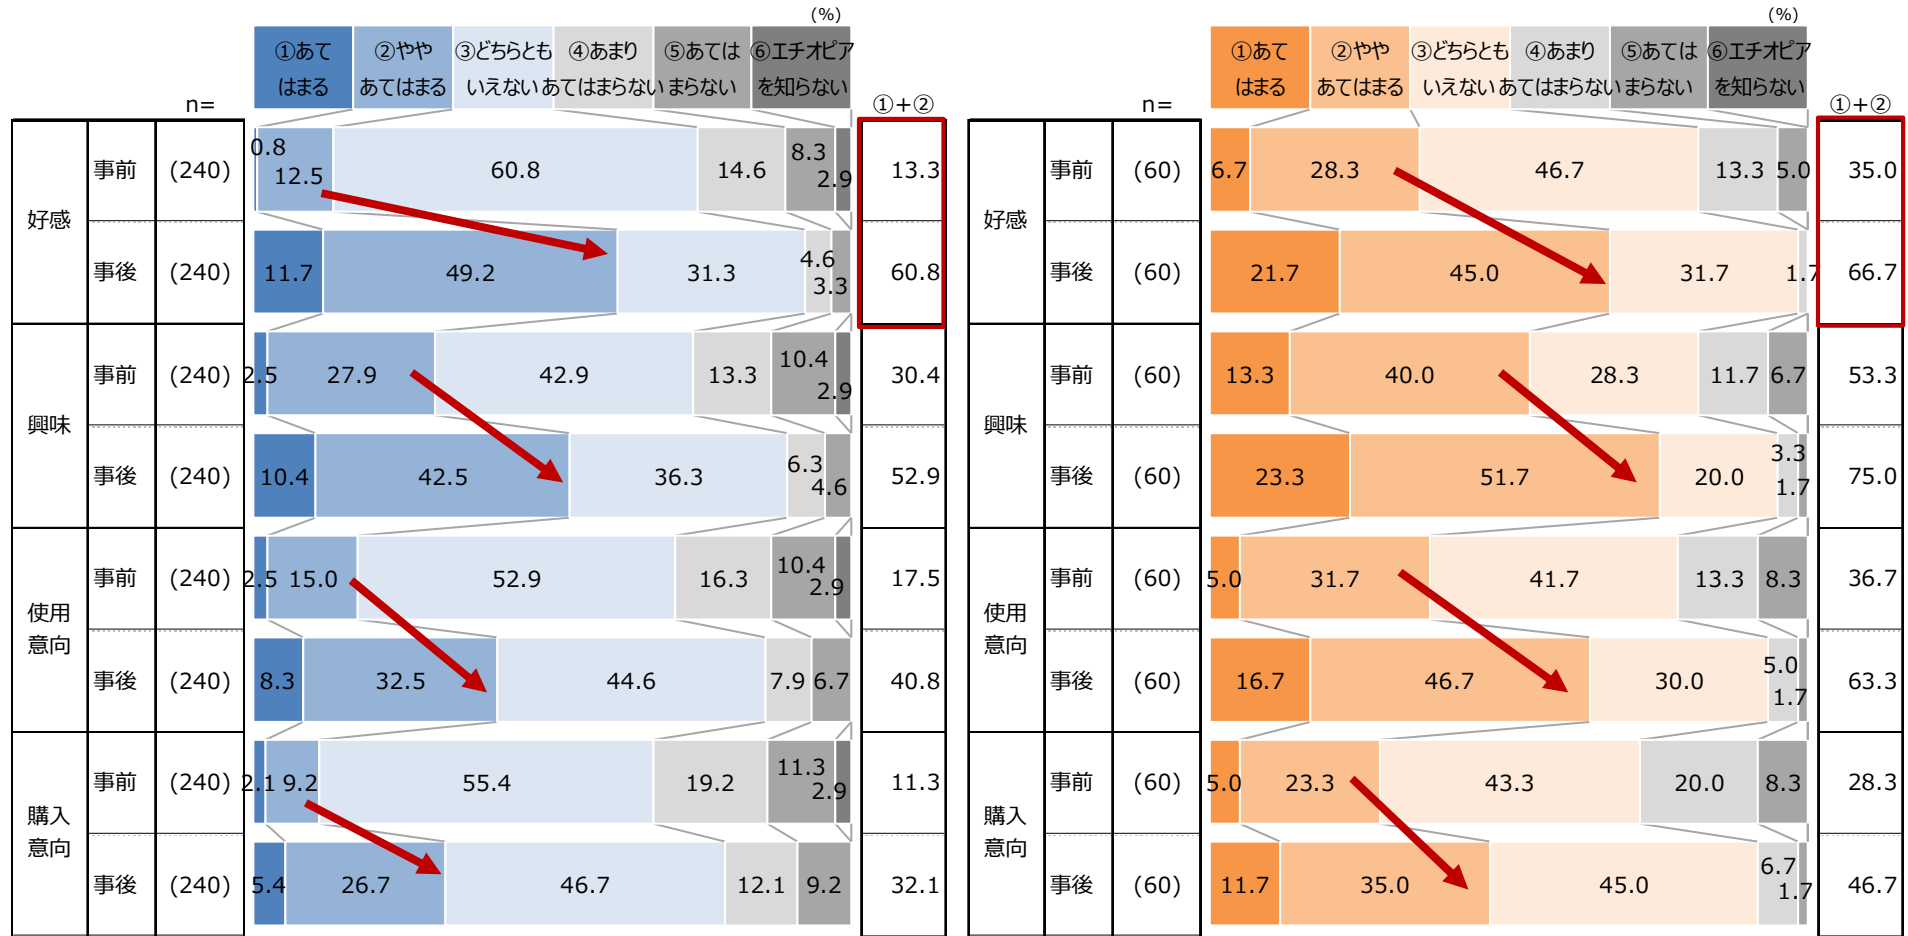 (%)
①あて ②やや ③どちらとも ④あまり ⑤あては ⑥エチオピア
はまる あてはまる いえない あてはまらない まらない を知らない
n= ①+②
好感
事前 (240) 0.8 12.5 60.8 14.6 8.3 2.9 13.3
事後 (240) 11.7 49.2 31.3 4.6 3.3 60.8
興味
事前 (240) 2.5 27.9 42.9 13.3 10.4 2.9 30.4
事後 (240) 10.4 42.5 36.3 6.3 4.6 52.9
使用
意向
事前 (240) 2.5 15.0 52.9 16.3 10.4 2.9 17.5
事後 (240) 8.3 32.5 44.6 7.9 6.7 40.8
購入
意向
事前 (240) 2.1 9.2 55.4 19.2 11.3 2.9 11.3
事後 (240) 5.4 26.7 46.7 12.1 9.2 32.1
(%)
①あて ②やや ③どちらとも ④あまり ⑤あては ⑥エチオピア
はまる あてはまる いえない あてはまらない まらない を知らない
n= ①+②
好感
事前 (60) 6.7 28.3 46.7 13.3 5.0 35.0
事後 (60) 21.7 45.0 31.7 1.7 66.7
興味
事前 (60) 13.3 40.0 28.3 11.7 6.7 53.3
事後 (60) 23.3 51.7 20.0 3.3 1.7 75.0
使用
意向
事前 (60) 5.0 31.7 41.7 13.3 8.3 36.7
事後 (60) 16.7 46.7 30.0 5.0 1.7 63.3
購入
意向
事前 (60) 5.0 23.3 43.3 20.0 8.3 28.3
事後 (60) 11.7 35.0 45.0 6.7 1.7 46.7